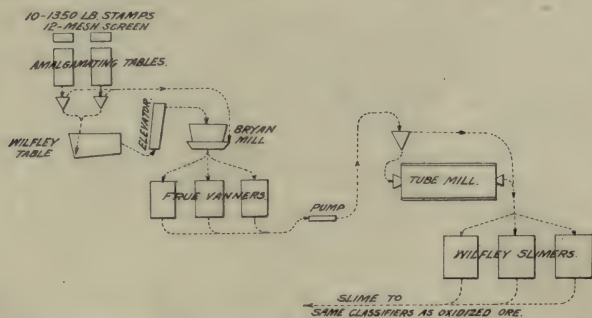 10-1350 LB. STAMPS
12-MESH SCREEN
AMALGAMATING TABLES.
WILFLEY
TABLE
ELEVATOR
BRYAN
MILL
FRUE VANNERS.
PUMP
TUBE MILL.
WILFLEY SLIMERS.
SLIME TO
SAME CLASSIFIERS AS OXIDIZED ORE.